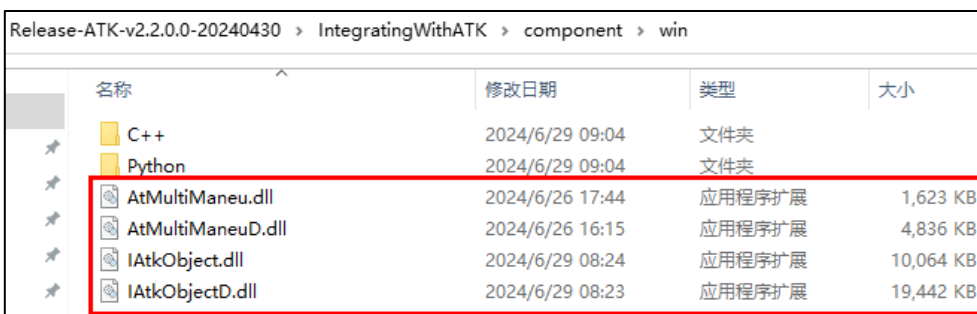 Release-ATK-v2.2.0.0-20240430 › IntegratingWithATK › component › win
名称 修改日期 类型 大小
C++ 2024/6/29 09:04 文件夹
Python 2024/6/29 09:04 文件夹
AtMultiManeu.dll 2024/6/26 17:44 应用程序扩展 1,623 KB
AtMultiManeuD.dll 2024/6/26 16:15 应用程序扩展 4,836 KB
IAtkObject.dll 2024/6/29 08:24 应用程序扩展 10,064 KB
IAtkObjectD.dll 2024/6/29 08:23 应用程序扩展 19,442 KB